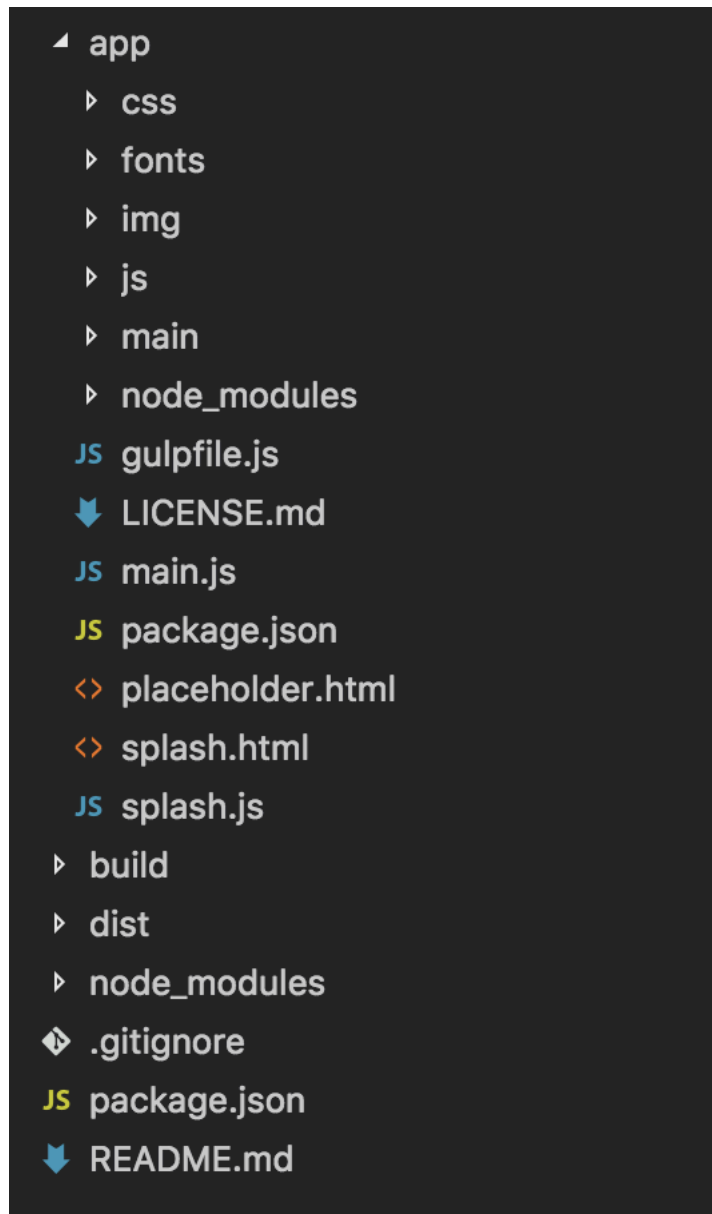 app
css
fonts
img
js
main
node_modules
JS gulpfile.js
LICENSE.md
JS main.js
JS package.json
<> placeholder.html
<> splash.html
JS splash.js
build
dist
node_modules
.gitignore
JS package.json
README.md